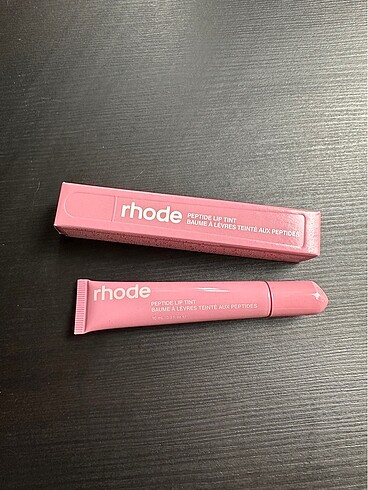 rhode
PEPTIDE LIP TINT
BAUME À LÈVRES TEINTÉ AUX PEPTIDES
rhode
PEPTIDE LIP TINT
BAUME À LÈVRES TEINTÉ AUX PEPTIDES